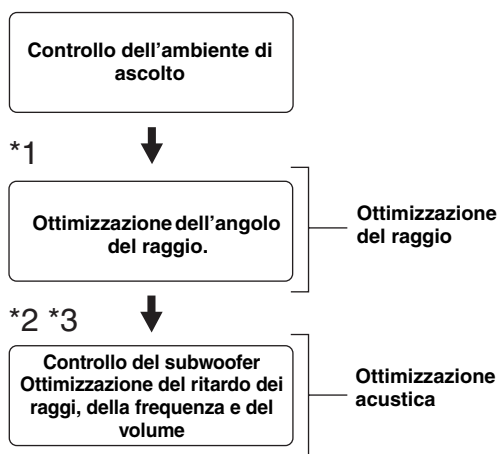 Controllo dell'ambiente di
ascolto
*1
Ottimizzazione dell'angolo
del raggio.
Ottimizzazione
del raggio
*2 *3
Controllo del subwoofer
Ottimizzazione del ritardo dei
raggi, della frequenza e del
volume
Ottimizzazione
acustica